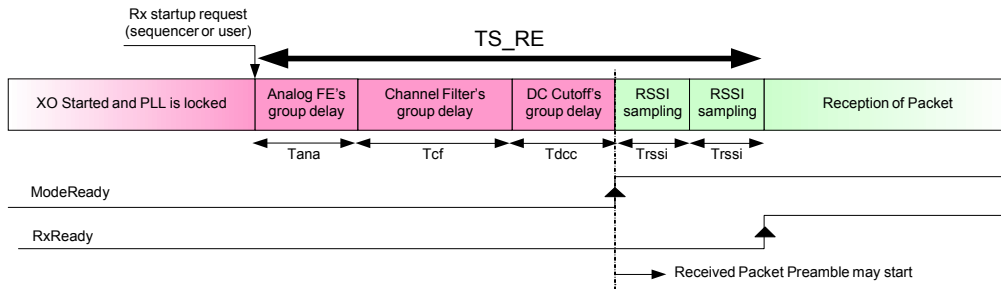 Rx startup request
(sequencer or user)
TS_RE
XO Started and PLL is locked
Analog FE's
group delay
Channel Filter's
group delay
DC Cutoff's
group delay
RSSI
sampling
RSSI
sampling
Reception of Packet
Tana
Tcf
Tdcc
Trssi
Trssi
ModeReady
RxReady
Received Packet Preamble may start